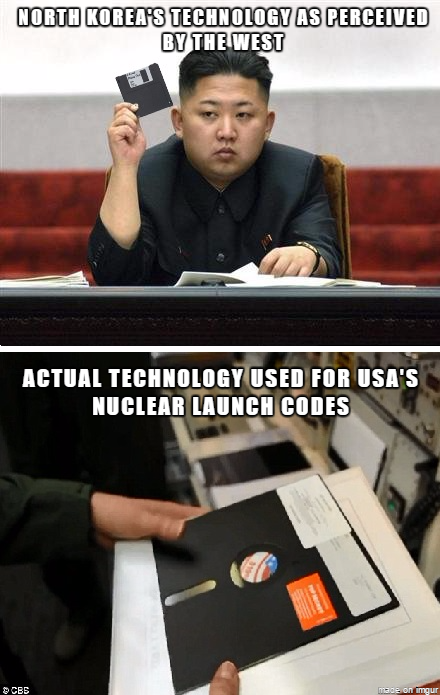 NORTH KOREA'S TECHNOLOGY AS PERCEIVED
BY THE WEST
ACTUAL TECHNOLOGY USED FOR USA'S
NUCLEAR LAUNCH CODES
© CBS
made on imgur